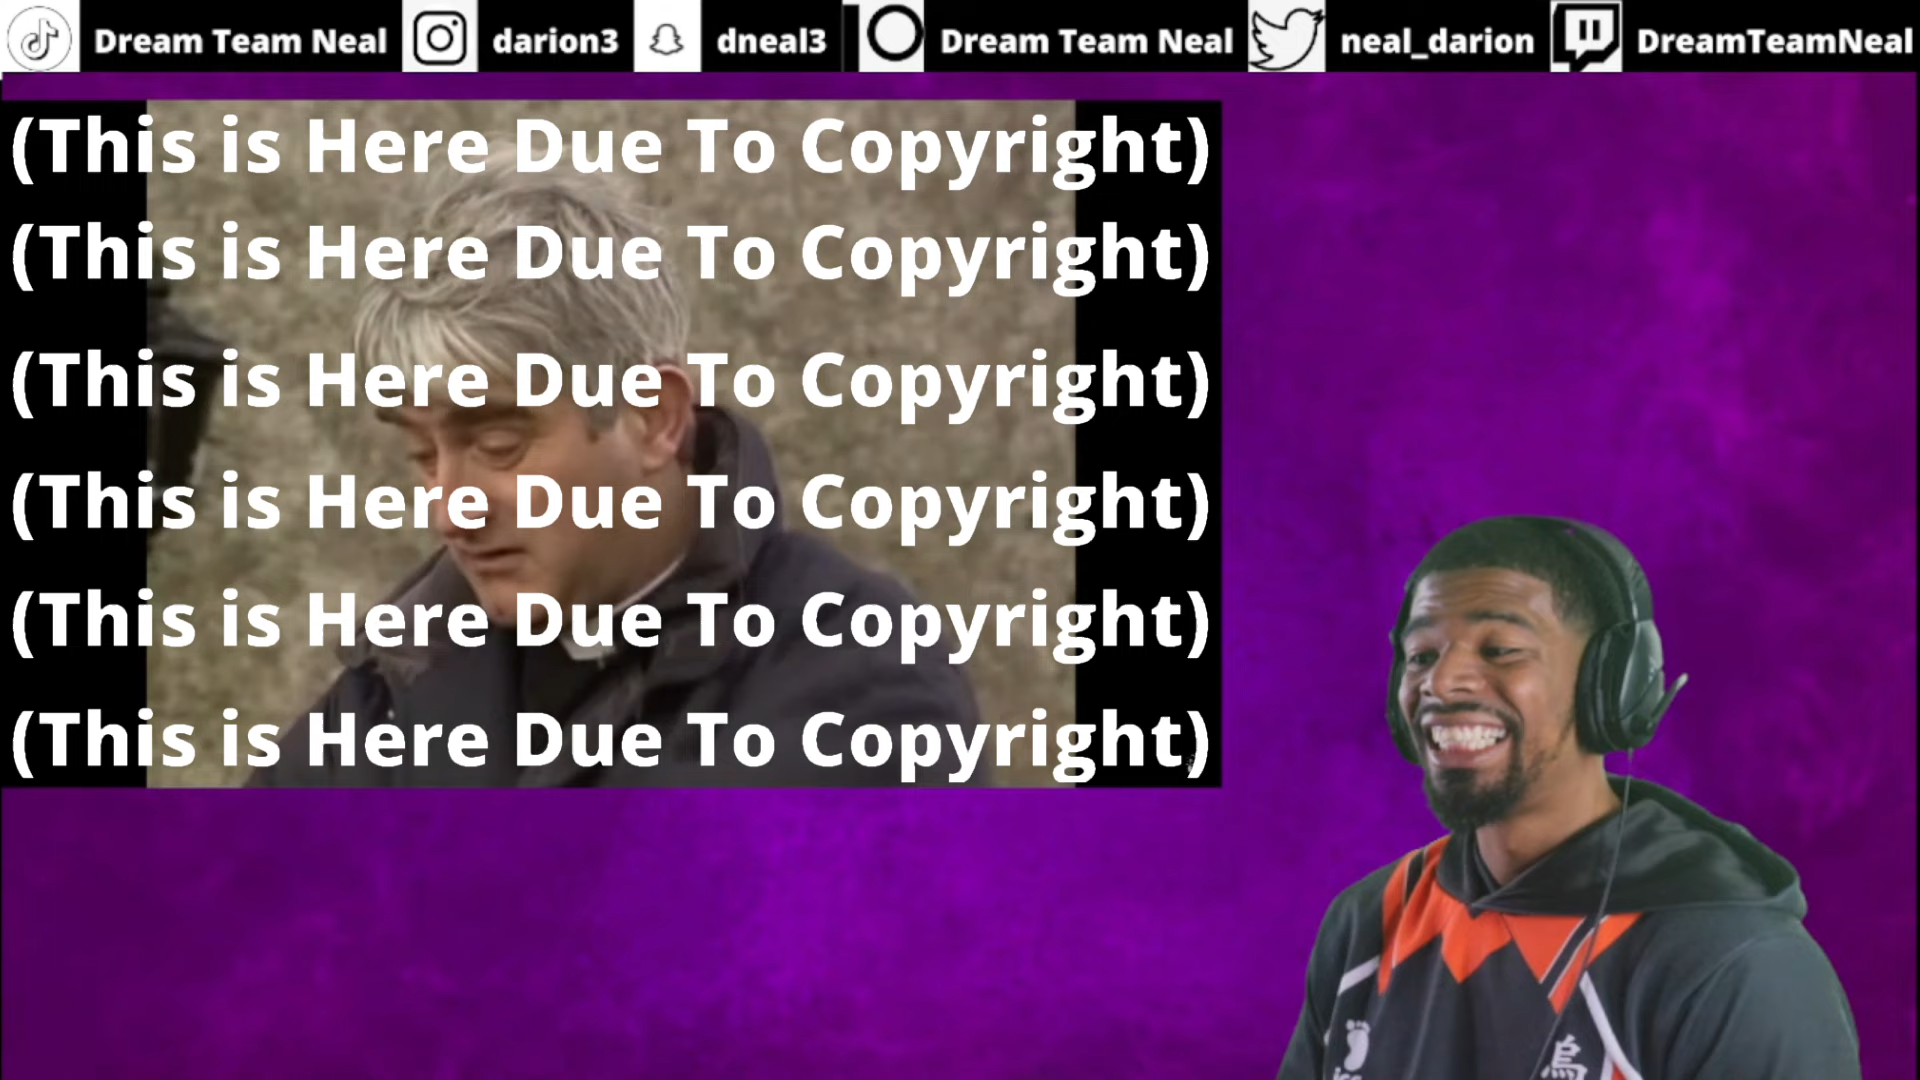 Dream Team Neal darion3 dneal3 Dream Team Neal neal_darion DreamTeamNeal
(This is Here Due To Copyright)
(This is Here Due To Copyright)
(This is Here Due To Copyright)
(This is Here Due To Copyright)
(This is Here Due To Copyright)
(This is Here Due To Copyright)
烏